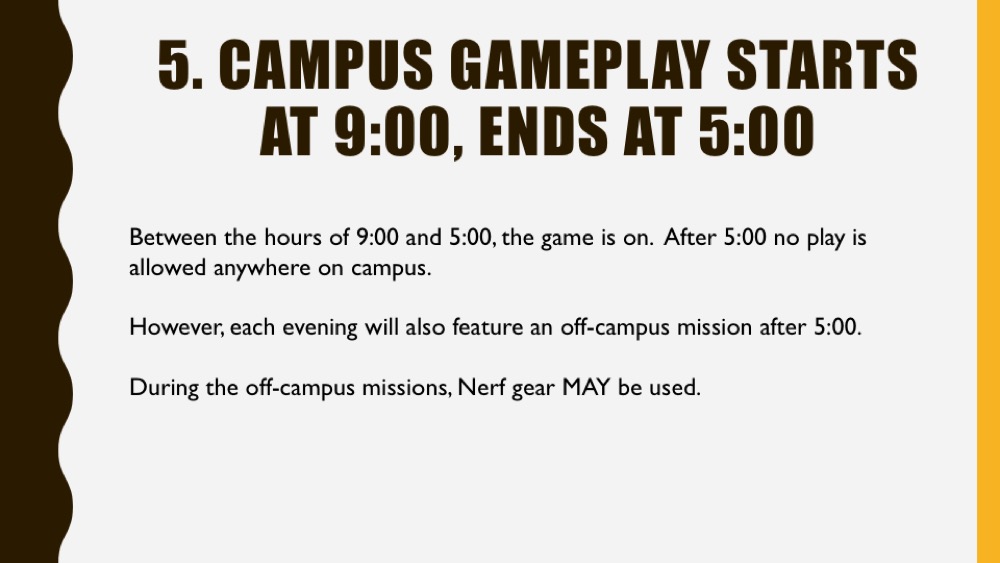 5. CAMPUS GAMEPLAY STARTS
AT 9:00, ENDS AT 5:00
Between the hours of 9:00 and 5:00, the game is on.  After 5:00 no play is
allowed anywhere on campus.
However, each evening will also feature an off-campus mission after 5:00.
During the off-campus missions, Nerf gear MAY be used.